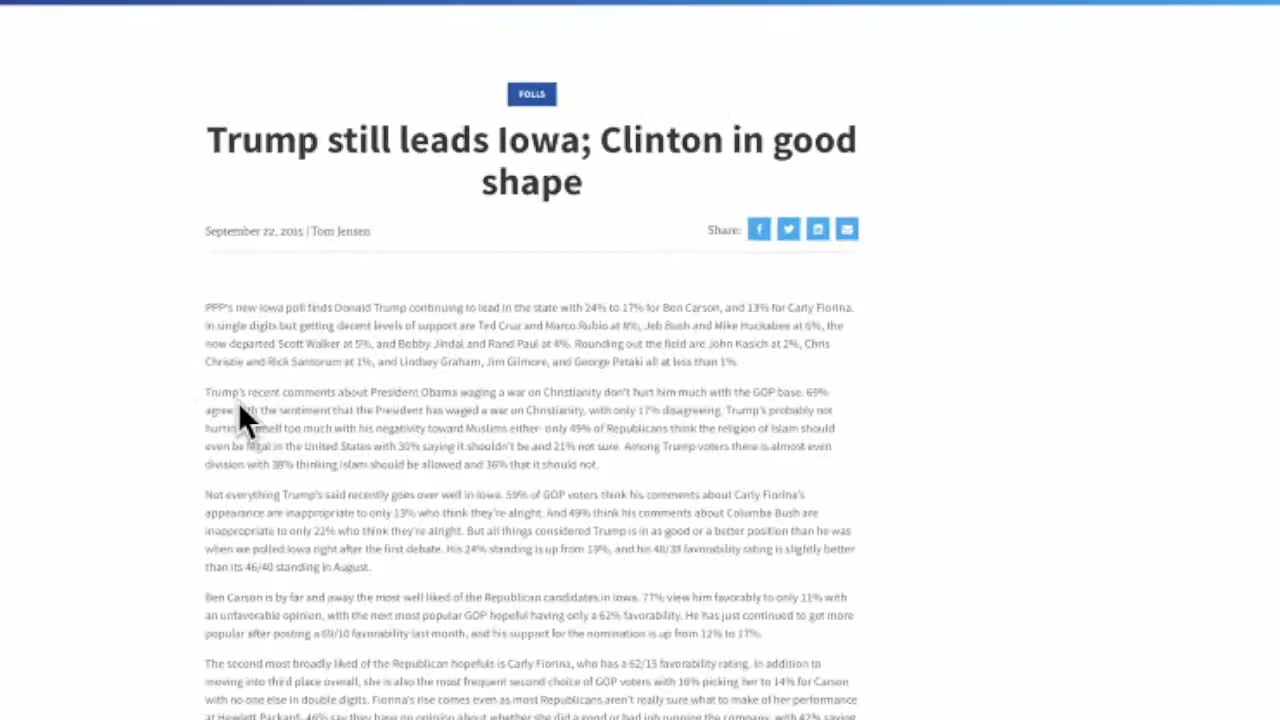 POLLS
Trump still leads Iowa; Clinton in good
shape
September 22, 2015 | Tom Jensen
Share:
PPP's new Iowa poll finds Donald Trump continuing to lead in the state with 24% to 17% for Ben Carson, and 13% for Carly Fiorina.
In single digits but getting decent levels of support are Ted Cruz and Marco Rubio at 8%, Jeb Bush and Mike Huckabee at 6%, the
now departed Scott Walker at 5%, and Bobby Jindal and Rand Paul at 4%. Rounding out the field are John Kasich at 2%, Chris
Christie and Rick Santorum at 1%, and Lindsey Graham, Jim Gilmore, and George Pataki all at less than 1%.
Trump's recent comments about President Obama waging a war on Christianity don't hurt him much with the GOP base. 69%
agree the sentiment that the President has waged a war on Christianity, with only 17% disagreeing. Trump's probably not
too much with his negativity toward Muslims either- only 49% of Republicans think the religion of Islam should
even be legal in the United States with 30% saying it shouldn't be and 21% not sure. Among Trump voters there is almost even
division with 38% thinking Islam should be allowed and 36% that it should not.
Not everything Trump's said recently goes over well in Iowa. 59% of GOP voters think his comments about Carly Fiorina's
appearance are inappropriate to only 13% who think they're alright. And 49% think his comments about Columba Bush are
inappropriate to only 22% who think they're alright. But all things considered Trump is in as good or a better position than he was
when we polled Iowa right after the first debate. His 24% standing is up from 19%, and his favorability rating is slightly better
than its 46/40 standing in August.
Ben Carson is by far and away the most well liked of the Republican candidates in Iowa. 77% view him favorably to only 11% with
an unfavorable opinion, with the next most popular GOP hopeful having only a 62% favorability. He has just continued to get more
popular after posting a 69/10 favorability last month, and his support for the nomination is up from 12% to 17%.
The second most broadly liked of the Republican hopefuls is Carly Fiorina, who has a 62/15 favorability rating. In addition to
moving into third place overall, she is also the most frequent second choice of GOP voters with 16% picking her to 14% for Carson
with no one else in double digits. Fiorina's rise comes even as most Republicans aren't really sure what to make of her performance
at Hewlett Packard- 46% say they have no opinion about whether she did a good or bad job running the company, with 42% saying